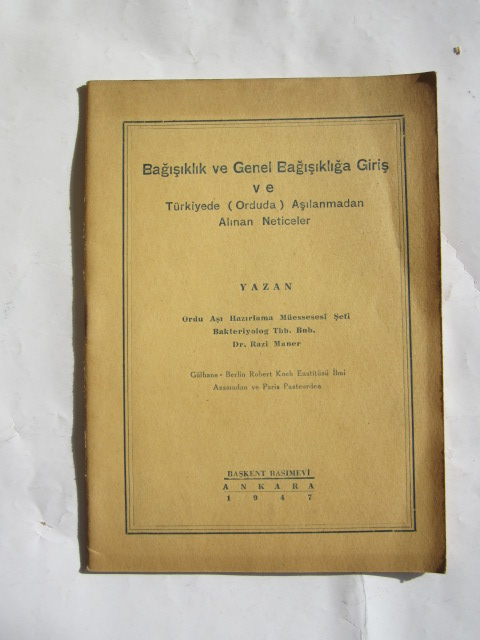 Bağışıklık ve Genel Bağışıklığa Giriş
ve
Türkiyede (Orduda) Aşılanmadan
Alınan Neticeler
YAZAN
Ordu Aşı Hazırlama Müessesesi Şefi
Bakteriyolog Tbb. Bnb.
Dr. Razi Maner
Gülhane - Berlin Robert Koch Enstitüsü İlmi
Azasından ve Paris Pastörden
BAŞKENT BASIMEVİ
ANKARA
1947